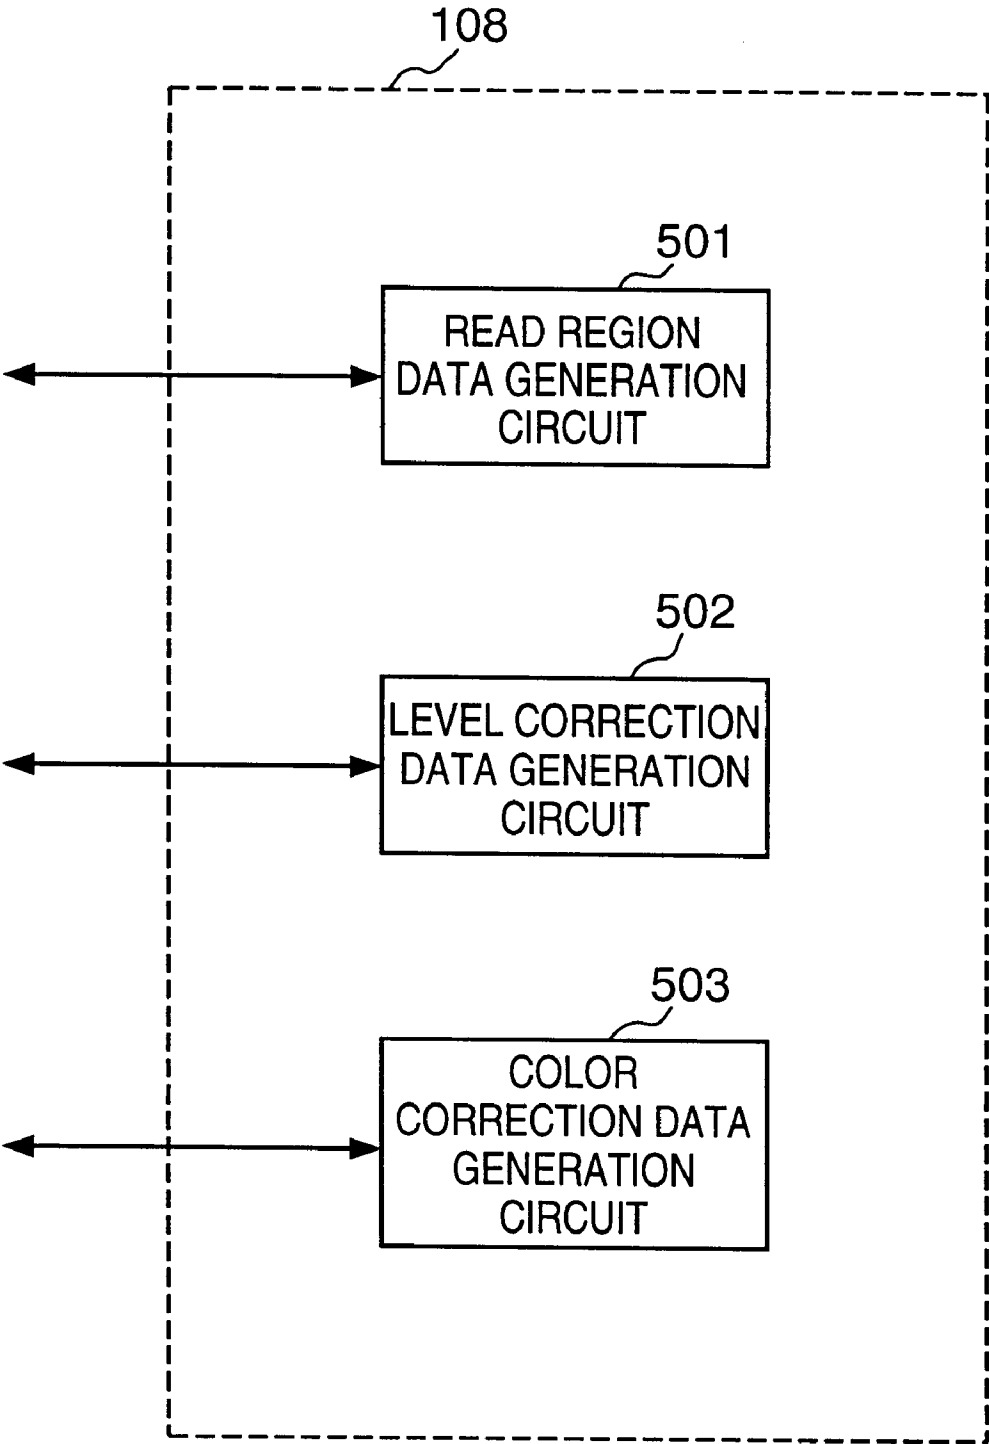 108
501
READ REGION
DATA GENERATION
CIRCUIT
502
LEVEL CORRECTION
DATA GENERATION
CIRCUIT
503
COLOR
CORRECTION DATA
GENERATION
CIRCUIT